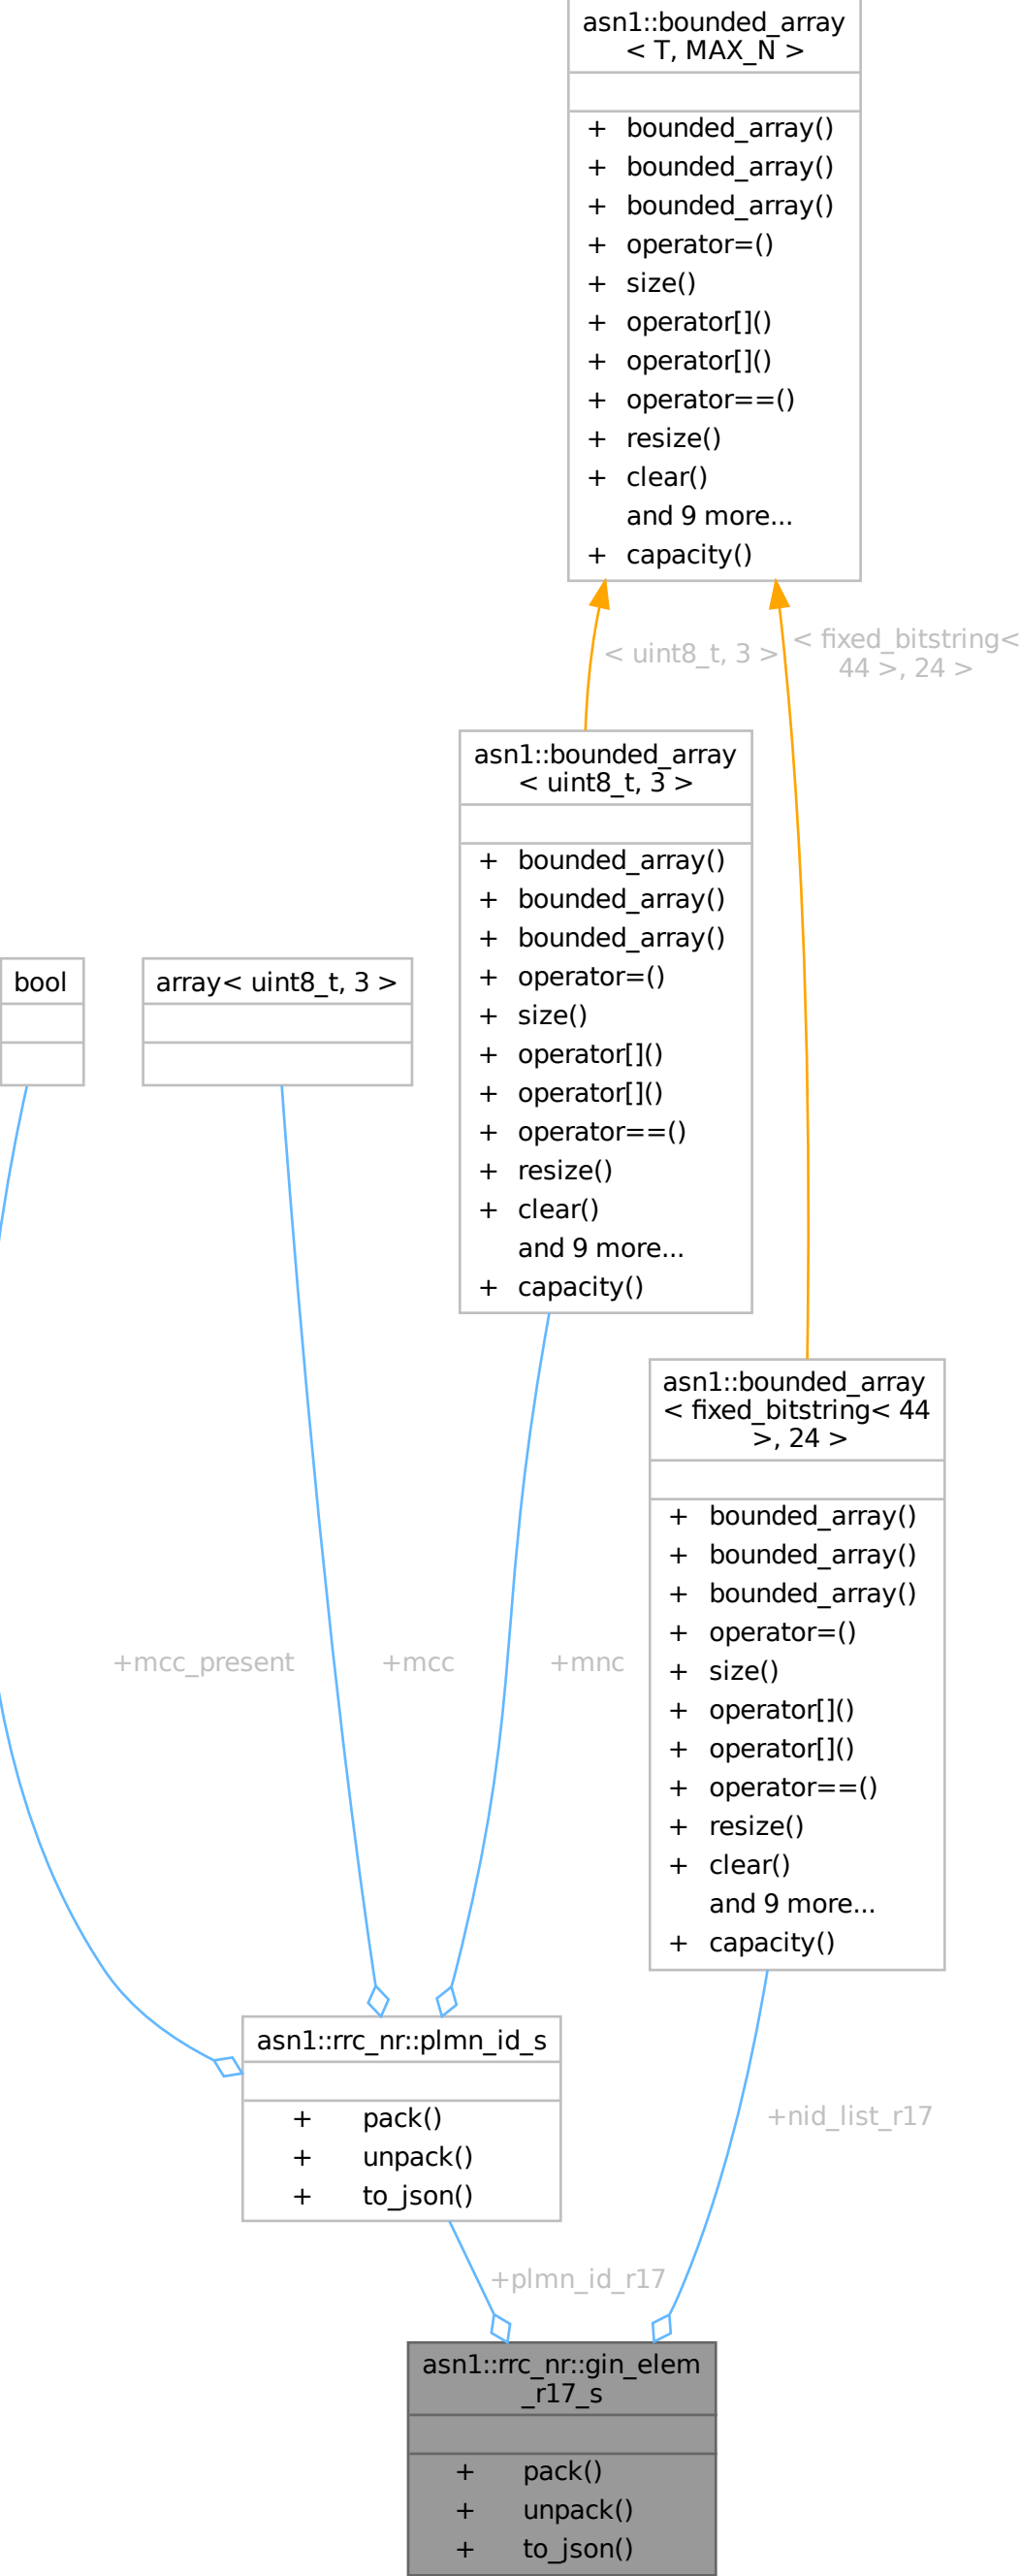 asn1::bounded_array
< T, MAX_N >
+ bounded_array()
+ bounded_array()
+ bounded_array()
+ operator=()
+ size()
+ operator[]()
+ operator[]()
+ operator==()
+ resize()
+ clear()
and 9 more...
+ capacity()
< uint8_t, 3 >
< fixed_bitstring<
44 >, 24 >
asn1::bounded_array
< uint8_t, 3 >
+ bounded_array()
+ bounded_array()
+ bounded_array()
+ operator=()
+ size()
+ operator[]()
+ operator[]()
+ operator==()
+ resize()
+ clear()
and 9 more...
+ capacity()
bool
array< uint8_t, 3 >
asn1::bounded_array
< fixed_bitstring< 44
>, 24 >
+ bounded_array()
+ bounded_array()
+ bounded_array()
+ operator=()
+ size()
+ operator[]()
+ operator[]()
+ operator==()
+ resize()
+ clear()
and 9 more...
+ capacity()
+mcc_present
+mcc
+mnc
asn1::rrc_nr::plmn_id_s
+ pack()
+ unpack()
+ to_json()
+nid_list_r17
+plmn_id_r17
asn1::rrc_nr::gin_elem
_r17_s
+ pack()
+ unpack()
+ to_json()